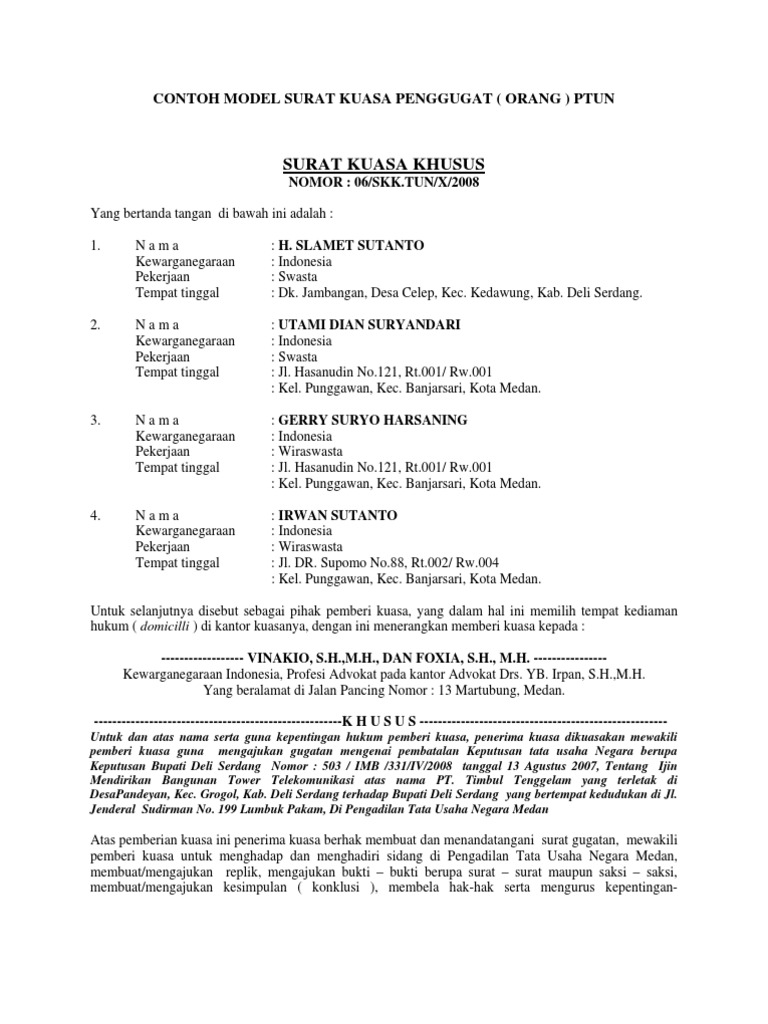 CONTOH MODEL SURAT KUASA PENGGUGAT ( ORANG ) PTUN
SURAT KUASA KHUSUS
NOMOR : 06/SKK.TUN/X/2008
Yang bertanda tangan di bawah ini adalah :
1. N a m a : H. SLAMET SUTANTO
Kewarganegaraan : Indonesia
Pekerjaan : Swasta
Tempat tinggal : Dk. Jambangan, Desa Celep, Kec. Kedawung, Kab. Deli Serdang.
2. N a m a : UTAMI DIAN SURYANDARI
Kewarganegaraan : Indonesia
Pekerjaan : Swasta
Tempat tinggal : Jl. Hasanudin No.121, Rt.001/ Rw.001
: Kel. Punggawan, Kec. Banjarsari, Kota Medan.
3. N a m a : GERRY SURYO HARSANING
Kewarganegaraan : Indonesia
Pekerjaan : Wiraswasta
Tempat tinggal : Jl. Hasanudin No.121, Rt.001/ Rw.001
: Kel. Punggawan, Kec. Banjarsari, Kota Medan.
4. N a m a : IRWAN SUTANTO
Kewarganegaraan : Indonesia
Pekerjaan : Wiraswasta
Tempat tinggal : Jl. DR. Supomo No.88, Rt.002/ Rw.004
: Kel. Punggawan, Kec. Banjarsari, Kota Medan.
Untuk selanjutnya disebut sebagai pihak pemberi kuasa, yang dalam hal ini memilih tempat kediaman
hukum ( domicilli ) di kantor kuasanya, dengan ini menerangkan memberi kuasa kepada :
------------------ VINAKIO, S.H.,M.H., DAN FOXIA, S.H., M.H. ----------------
Kewarganegaraan Indonesia, Profesi Advokat pada kantor Advokat Drs. YB. Irpan, S.H.,M.H.
Yang beralamat di Jalan Pancing Nomor : 13 Martubung, Medan.
------------------------------------------------------K H U S U S ------------------------------------------------------
Untuk dan atas nama serta guna kepentingan hukum pemberi kuasa, penerima kuasa dikuasakan mewakili
pemberi kuasa guna mengajukan gugatan mengenai pembatalan Keputusan tata usaha Negara berupa
Keputusan Bupati Deli Serdang Nomor : 503 / IMB /331/IV/2008 tanggal 13 Agustus 2007, Tentang Ijin
Mendirikan Bangunan Tower Telekomunikasi atas nama PT. Timbul Tenggelam yang terletak di
DesaPandeyan, Kec. Grogol, Kab. Deli Serdang terhadap Bupati Deli Serdang yang bertempat kedudukan di Jl.
Jenderal Sudirman No. 199 Lumbuk Pakam, Di Pengadilan Tata Usaha Negara Medan
Atas pemberian kuasa ini penerima kuasa berhak membuat dan menandatangani surat gugatan, mewakili
pemberi kuasa untuk menghadap dan menghadiri sidang di Pengadilan Tata Usaha Negara Medan,
membuat/mengajukan replik, mengajukan bukti – bukti berupa surat – surat maupun saksi – saksi,
membuat/mengajukan kesimpulan ( konklusi ), membela hak-hak serta mengurus kepentingan-